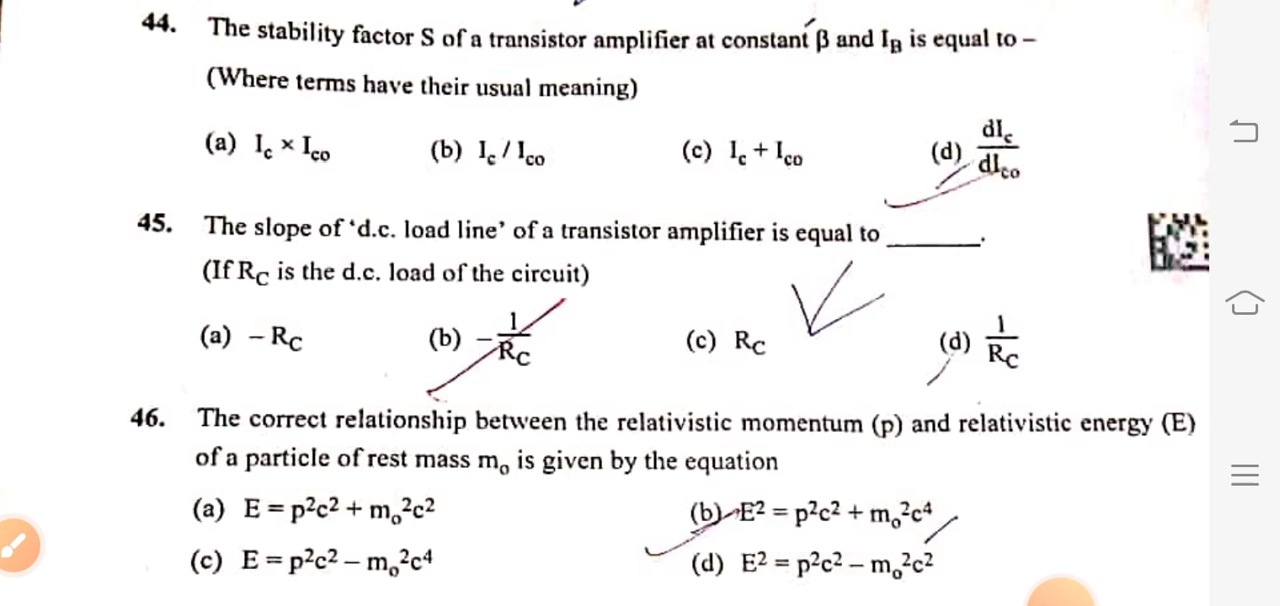 44. The stability factor S of a transistor amplifier at constant β and I_B is equal to –
(Where terms have their usual meaning)
(a) I_c × I_co (b) I_c / I_co (c) I_c + I_co (d) dI_c/dI_co
45. The slope of ‘d.c. load line’ of a transistor amplifier is equal to ________.
(If R_C is the d.c. load of the circuit)
(a) – R_C (b) – 1/R_C (c) R_C (d) 1/R_C
46. The correct relationship between the relativistic momentum (p) and relativistic energy (E)
of a particle of rest mass m_o is given by the equation
(a) E = p²c² + m_o²c² (b) E² = p²c² + m_o²c⁴
(c) E = p²c² – m_o²c⁴ (d) E² = p²c² – m_o²c²